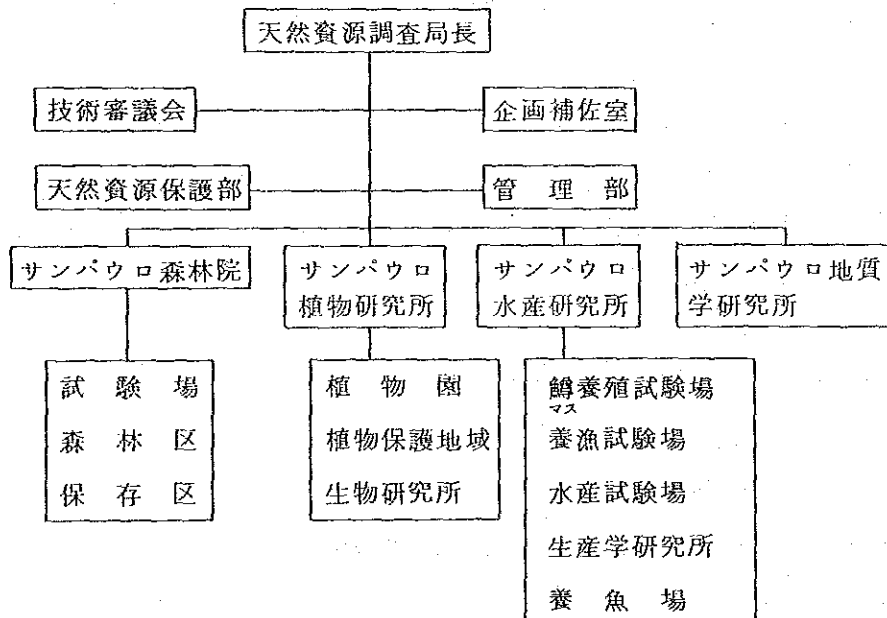 天然資源調査局長
技術審議会
企画補佐室
天然資源保護部
管理部
サンパウロ森林院
サンパウロ
植物研究所
サンパウロ
水産研究所
サンパウロ地質
学研究所
試験場
森林区
保存区
植物園
植物保護地域
生物研究所
鱒養殖試験場
マス
養漁試験場
水産試験場
生産学研究所
養魚場